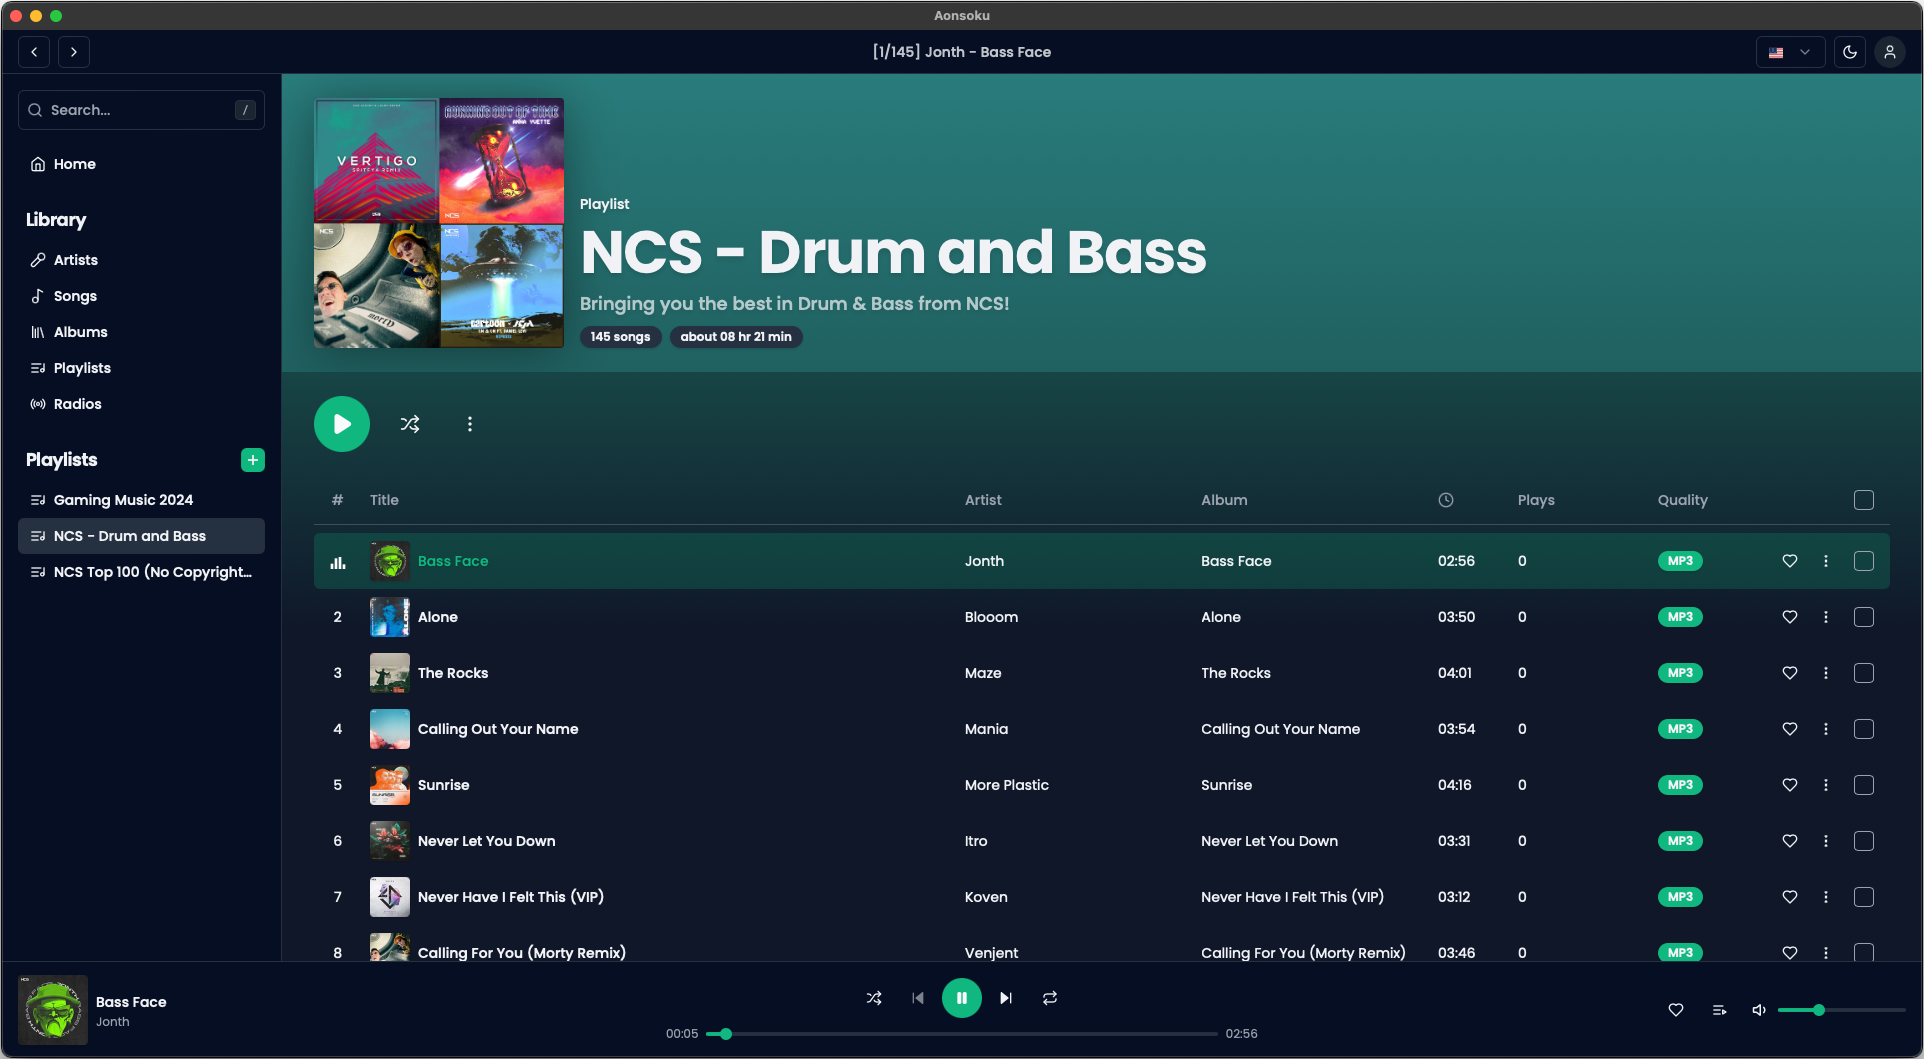 Aonsoku
[1/145] Jonth - Bass Face
Search... /
Home
Library
Artists
Songs
Albums
Playlists
Radios
Playlists
Gaming Music 2024
NCS - Drum and Bass
NCS Top 100 (No Copyright...
VERTIGO
RUNNING OUT OF TIME
ANNA YVETTE
NCS
NCS
NCS
Playlist
NCS - Drum and Bass
Bringing you the best in Drum & Bass from NCS!
145 songs about 08 hr 21 min
# Title Artist Album Plays Quality
Bass Face Jonth Bass Face 02:56 0 MP3
2 Alone Blooom Alone 03:50 0 MP3
3 The Rocks Maze The Rocks 04:01 0 MP3
4 Calling Out Your Name Mania Calling Out Your Name 03:54 0 MP3
5 Sunrise More Plastic Sunrise 04:16 0 MP3
6 Never Let You Down Itro Never Let You Down 03:31 0 MP3
7 Never Have I Felt This (VIP) Koven Never Have I Felt This (VIP) 03:12 0 MP3
8 Calling For You (Morty Remix) Venjent Calling For You (Morty Remix) 03:46 0 MP3
Bass Face
Jonth
00:05 02:56